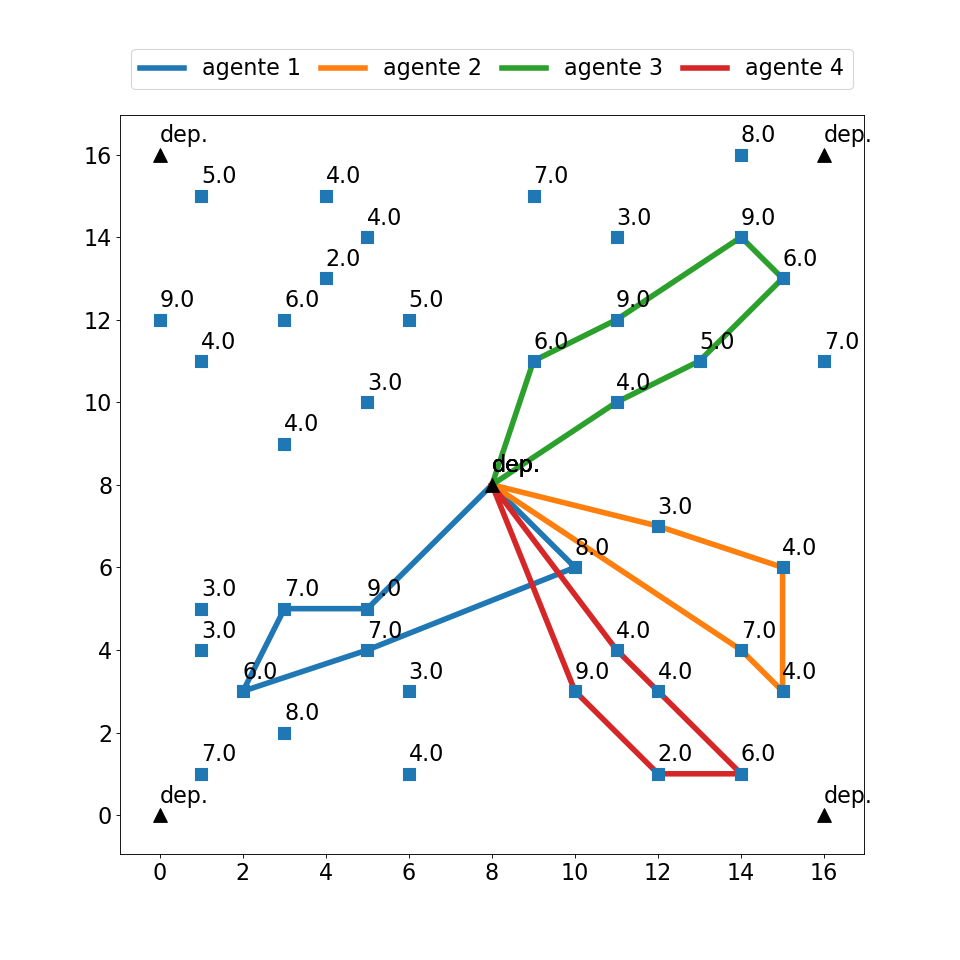 agente 1 agente 2 agente 3 agente 4
dep. 8.0 dep.
16
5.0 4.0 7.0
4.0 3.0 9.0
14
2.0 6.0
9.0 6.0 5.0 9.0
12
4.0 6.0 5.0 7.0
3.0 4.0
10
4.0
dep.
8
3.0
8.0 4.0
6
3.0 7.0 9.0
3.0 7.0 4.0 7.0
4
6.0 3.0 9.0 4.0 4.0
8.0
2
7.0 4.0 2.0 6.0
dep. dep.
0
0 2 4 6 8 10 12 14 16